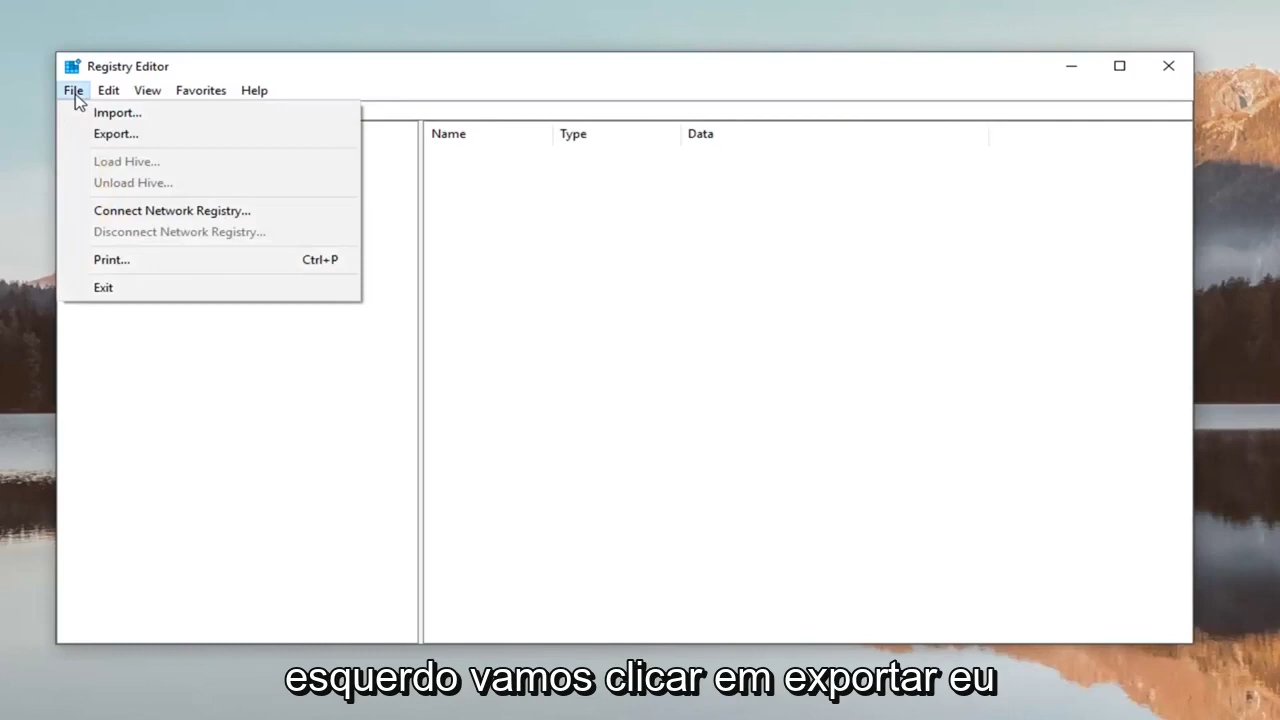 Registry Editor
File Edit View Favorites Help
Import...
Export...
Load Hive...
Unload Hive...
Connect Network Registry...
Disconnect Network Registry...
Print... Ctrl+P
Exit
Name Type Data
esquerdo vamos clicar em exportar eu